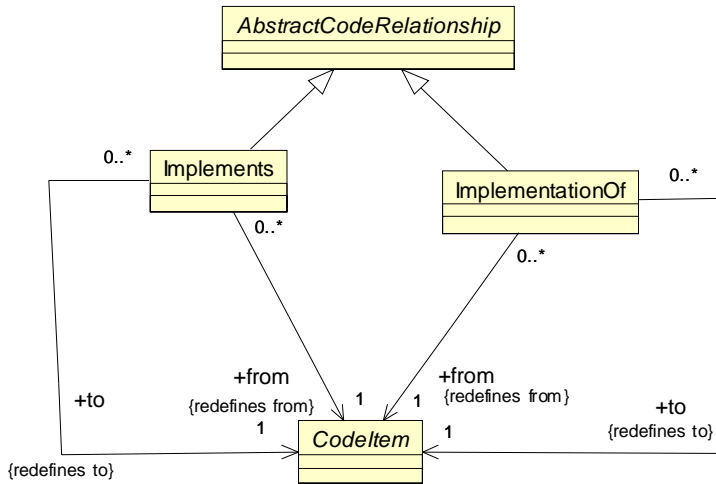 AbstractCodeRelationship
0..*
Implements
0..*
ImplementationOf
0..*
0..*
+from
{redefines from}
1
+from
{redefines from}
1
+to
1
{redefines to}
CodeItem
1
+to
{redefines to}